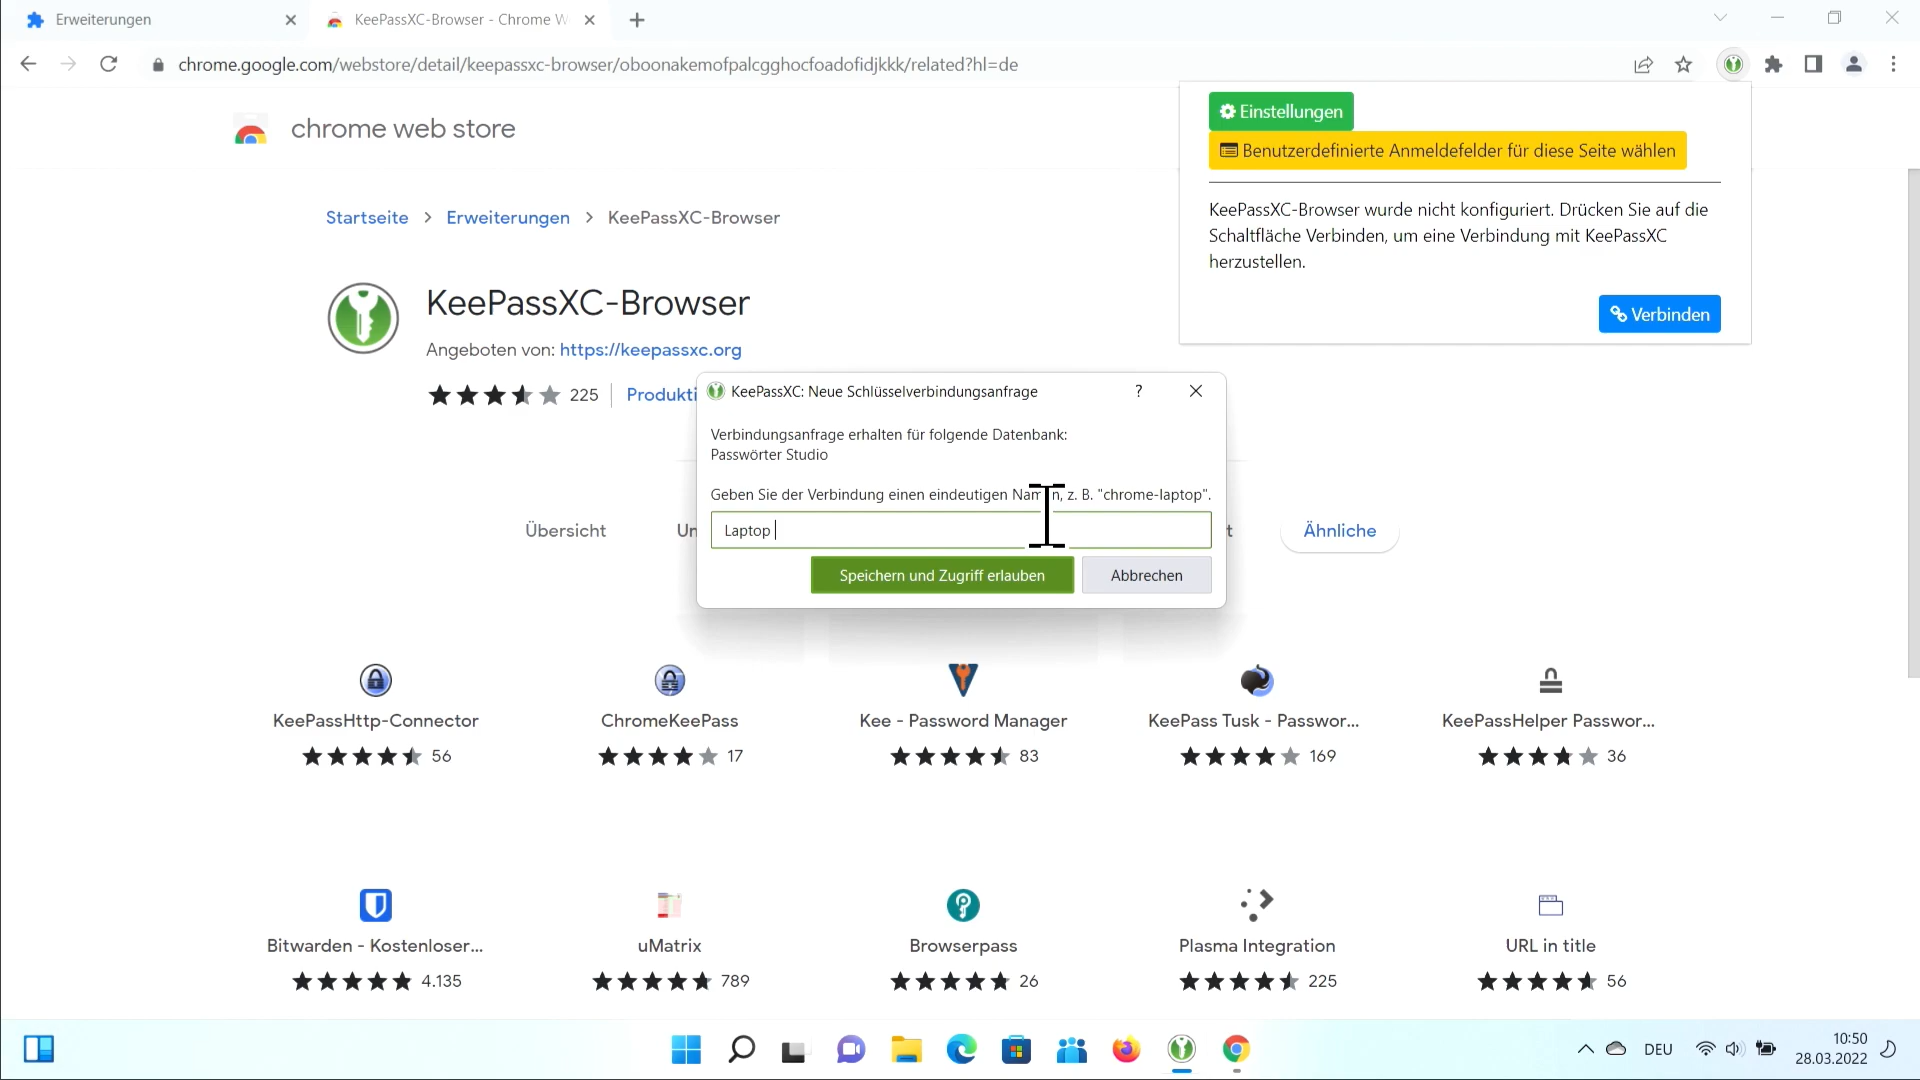 Erweiterungen
KeePassXC-Browser - Chrome W
chrome.google.com/webstore/detail/keepassxc-browser/oboonakemofpalcgghocfoadofidjkkk/related?hl=de
Einstellungen
Benutzerdefinierte Anmeldefelder für diese Seite wählen
KeePassXC-Browser wurde nicht konfiguriert. Drücken Sie auf die
Schaltfläche Verbinden, um eine Verbindung mit KeePassXC
herzustellen.
Verbinden
chrome web store
Startseite > Erweiterungen > KeePassXC-Browser
KeePassXC-Browser
Angeboten von: https://keepassxc.org
225 Produkti
KeePassXC: Neue Schlüsselverbindungsanfrage ?
Verbindungsanfrage erhalten für folgende Datenbank:
Passwörter Studio
Geben Sie der Verbindung einen eindeutigen Namen, z. B. "chrome-laptop".
Laptop
Speichern und Zugriff erlauben Abbrechen
Übersicht Un t Ähnliche
KeePassHttp-Connector ChromeKeePass Kee - Password Manager KeePass Tusk - Passwor... KeePassHelper Passwor...
56 17 83 169 36
Bitwarden - Kostenloser... uMatrix Browserpass Plasma Integration URL in title
4.135 789 26 225 56
DEU 10:50
28.03.2022